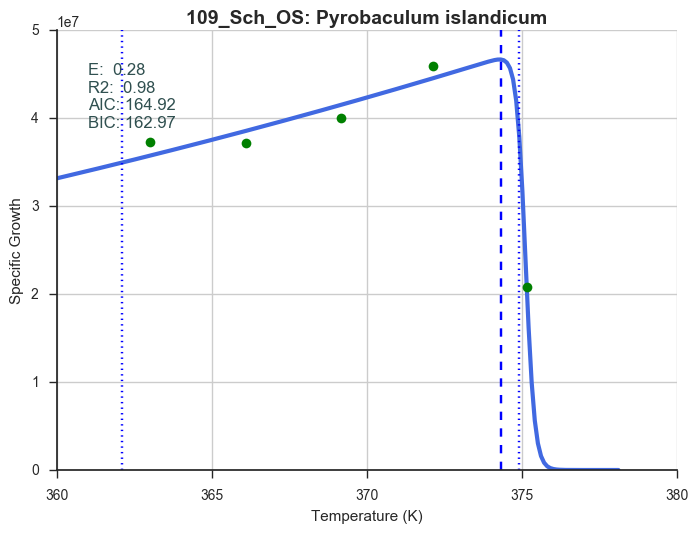 109_Sch_OS: Pyrobaculum islandicum
1e7
5
E:  0.28
R2:  0.98
AIC: 164.92
BIC: 162.97
4
3
2
1
0
Specific Growth
360 365 370 375 380
Temperature (K)